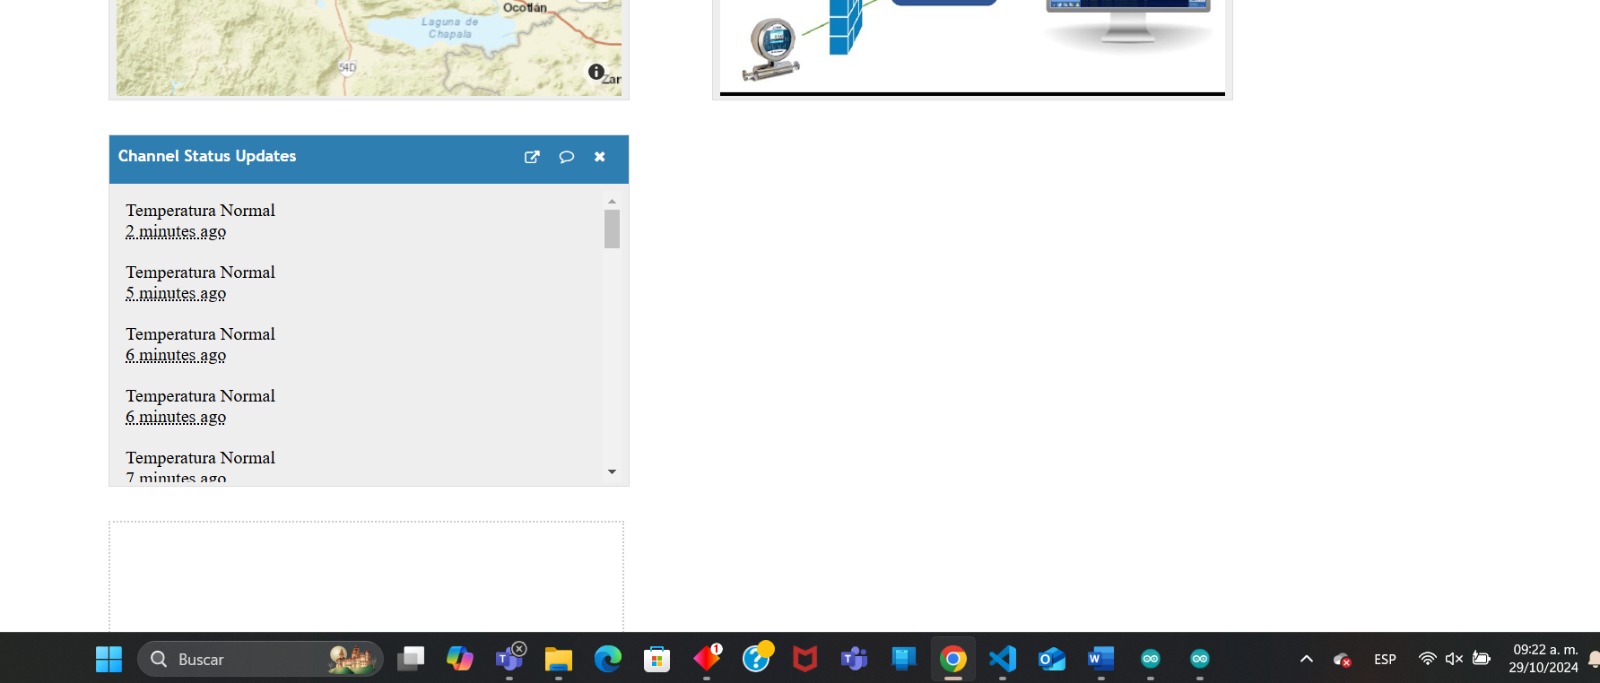 Ocotlán
Laguna de
Chapala
54D
Zar
Channel Status Updates
Temperatura Normal
2 minutes ago
Temperatura Normal
5 minutes ago
Temperatura Normal
6 minutes ago
Temperatura Normal
6 minutes ago
Temperatura Normal
7 minutes ago
Buscar
1
ESP
09:22 a. m.
29/10/2024